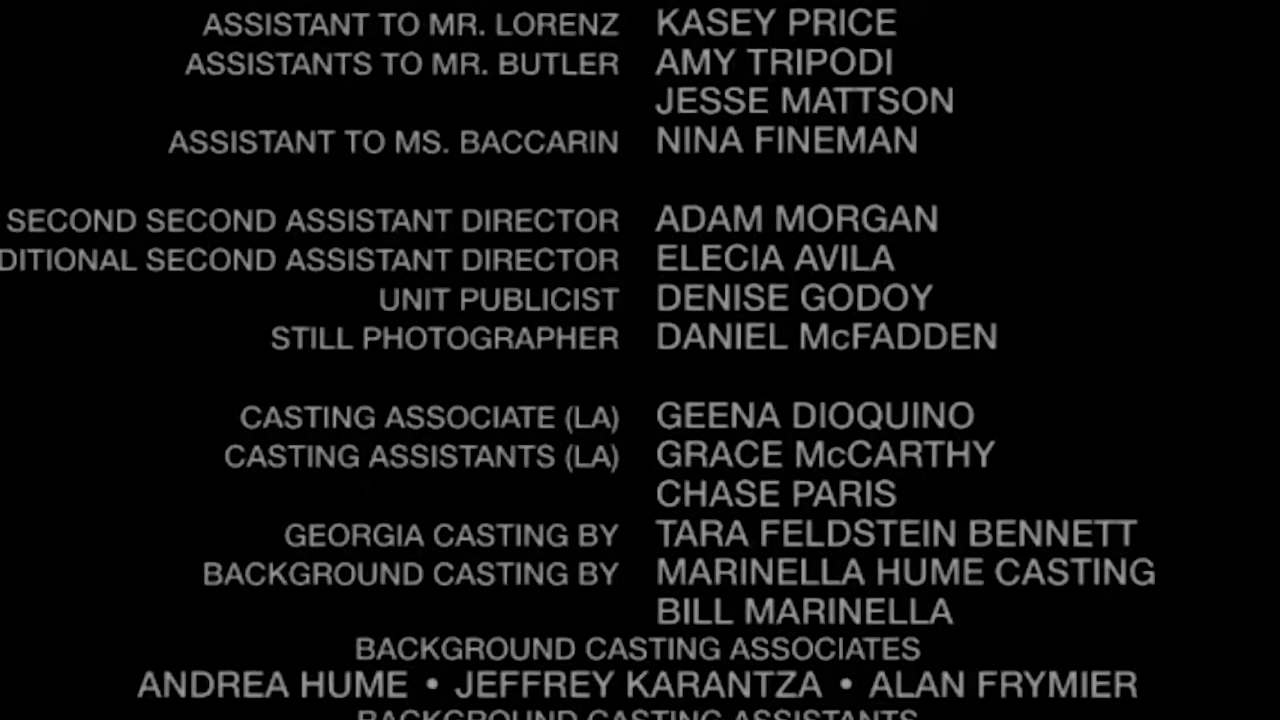 ASSISTANT TO MR. LORENZ KASEY PRICE
ASSISTANTS TO MR. BUTLER AMY TRIPODI
JESSE MATTSON
ASSISTANT TO MS. BACCARIN NINA FINEMAN
SECOND SECOND ASSISTANT DIRECTOR ADAM MORGAN
DITIONAL SECOND ASSISTANT DIRECTOR ELECIA AVILA
UNIT PUBLICIST DENISE GODOY
STILL PHOTOGRAPHER DANIEL McFADDEN
CASTING ASSOCIATE (LA) GEENA DIOQUINO
CASTING ASSISTANTS (LA) GRACE McCARTHY
CHASE PARIS
GEORGIA CASTING BY TARA FELDSTEIN BENNETT
BACKGROUND CASTING BY MARINELLA HUME CASTING
BILL MARINELLA
BACKGROUND CASTING ASSOCIATES
ANDREA HUME • JEFFREY KARANTZA • ALAN FRYMIER
BACKGROUND CASTING ASSISTANTS